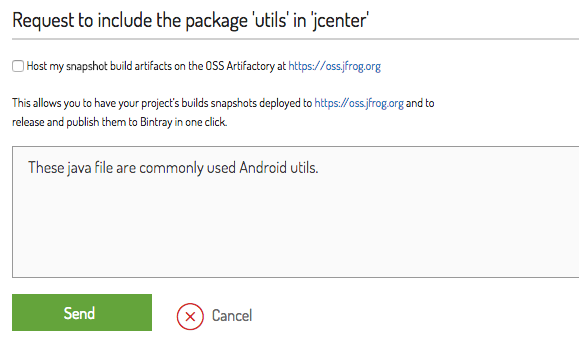 Request to include the package 'utils' in 'jcenter'
Host my snapshot build artifacts on the OSS Artifactory at https://oss.jfrog.org
This allows you to have your project's builds snapshots deployed to https://oss.jfrog.org and to
release and publish them to Bintray in one click.
These java file are commonly used Android utils.
Send
Cancel